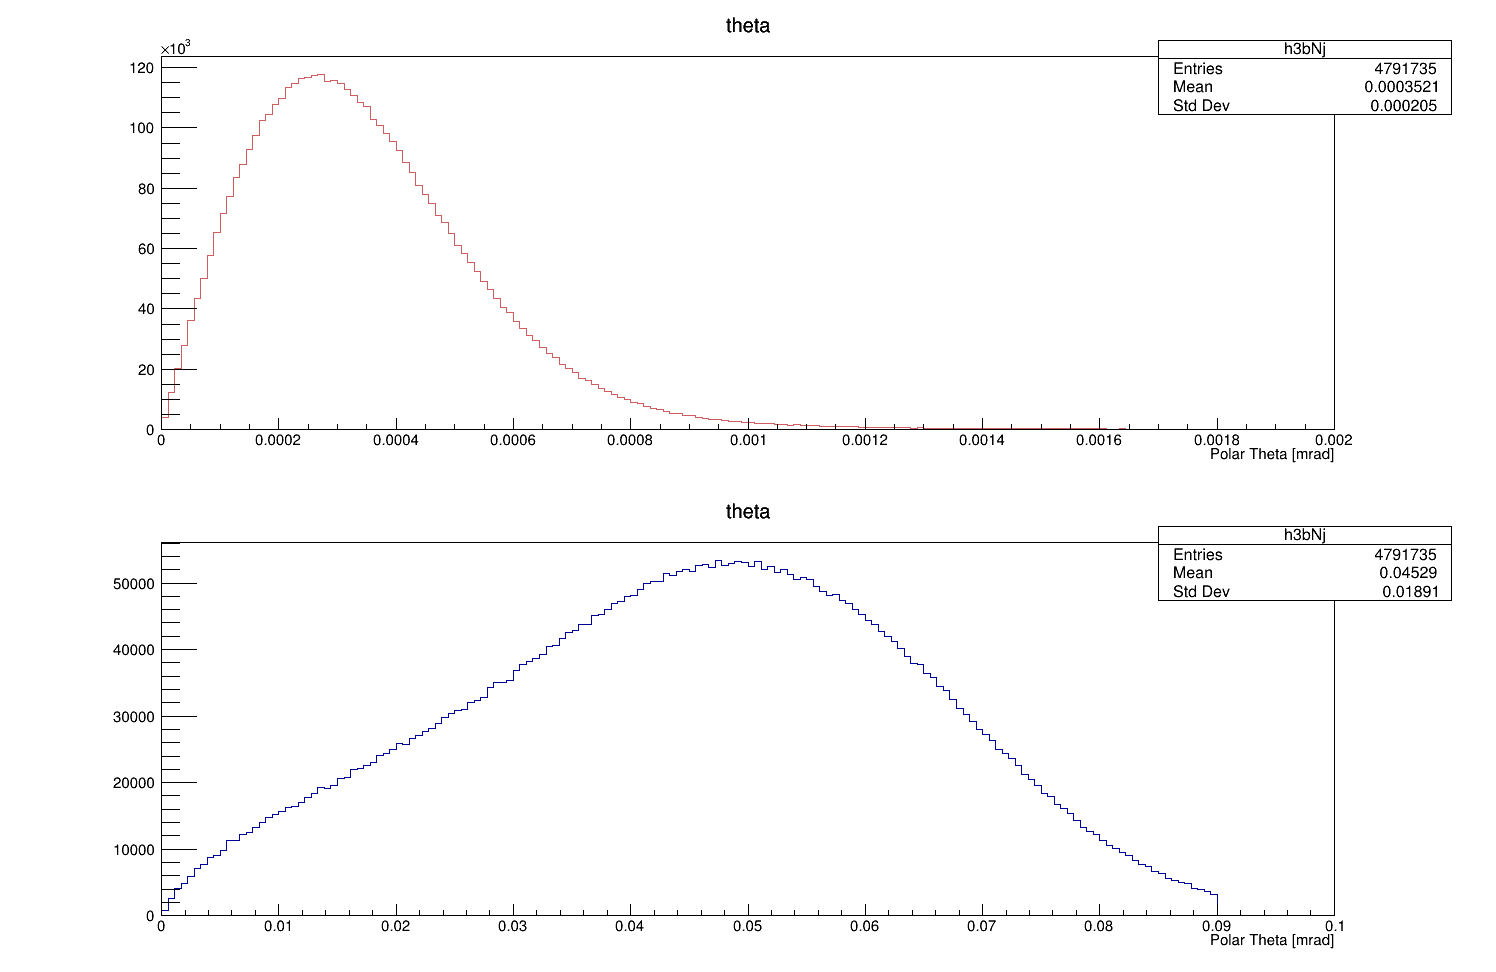 theta
×10³
h3bNj
Entries 4791735
Mean 0.0003521
Std Dev 0.000205
120
100
80
60
40
20
0
0 0.0002 0.0004 0.0006 0.0008 0.001 0.0012 0.0014 0.0016 0.0018 0.002
Polar Theta [mrad]
theta
h3bNj
Entries 4791735
Mean 0.04529
Std Dev 0.01891
50000
40000
30000
20000
10000
0
0 0.01 0.02 0.03 0.04 0.05 0.06 0.07 0.08 0.09 0.1
Polar Theta [mrad]